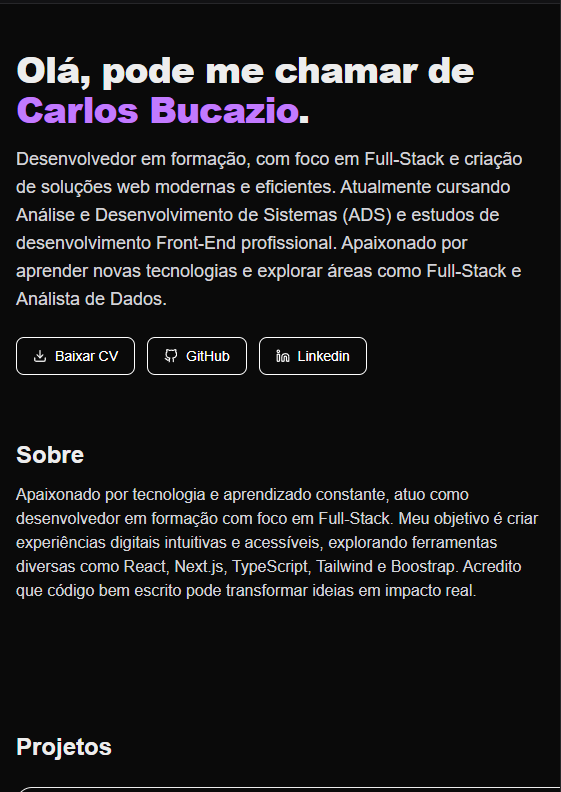 Olá, pode me chamar de
Carlos Bucazio.
Desenvolvedor em formação, com foco em Full-Stack e criação
de soluções web modernas e eficientes. Atualmente cursando
Análise e Desenvolvimento de Sistemas (ADS) e estudos de
desenvolvimento Front-End profissional. Apaixonado por
aprender novas tecnologias e explorar áreas como Full-Stack e
Análista de Dados.
Baixar CV
GitHub
Linkedin
Sobre
Apaixonado por tecnologia e aprendizado constante, atuo como
desenvolvedor em formação com foco em Full-Stack. Meu objetivo é criar
experiências digitais intuitivas e acessíveis, explorando ferramentas
diversas como React, Next.js, TypeScript, Tailwind e Boostrap. Acredito
que código bem escrito pode transformar ideias em impacto real.
Projetos